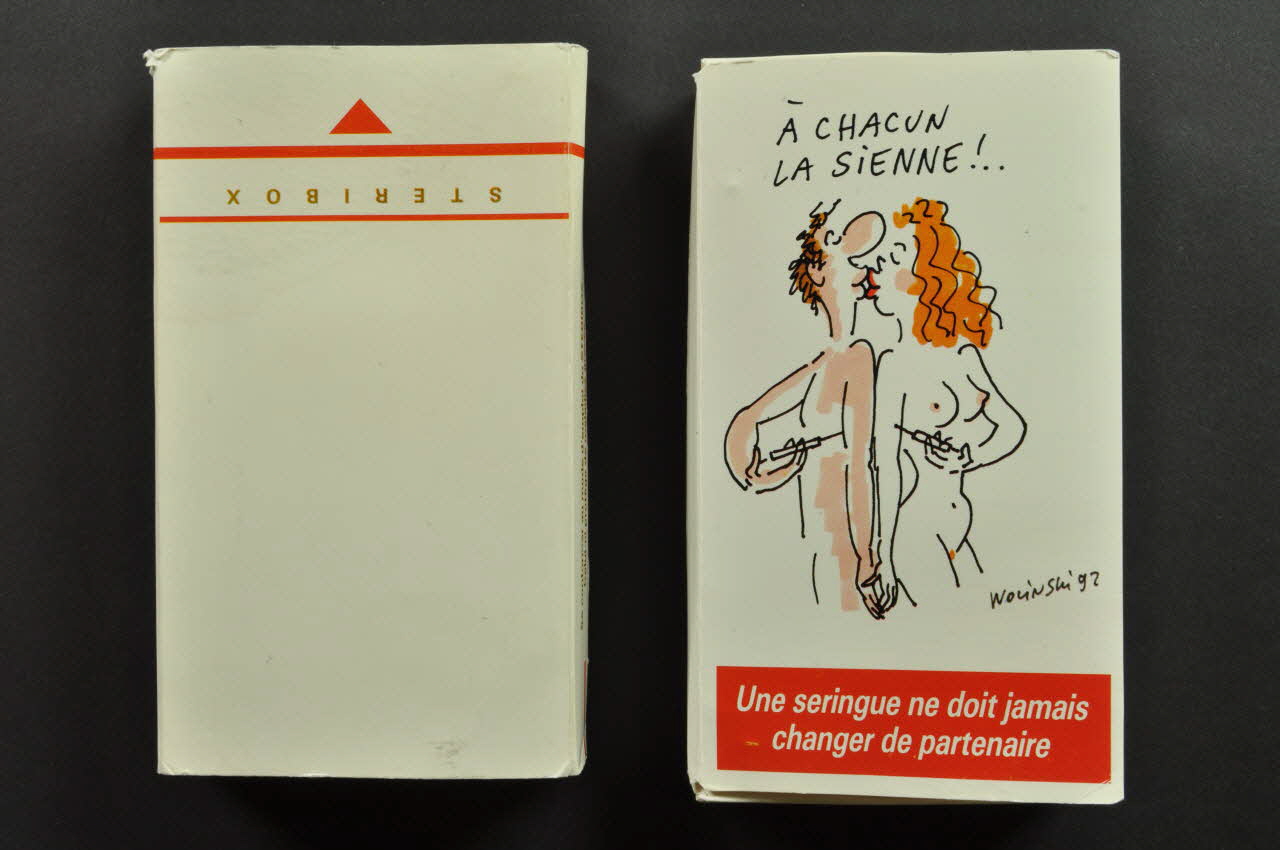 STERIBOX
À CHACUN
LA SIENNE!..
WOLINSKI 92
Une seringue ne doit jamais
changer de partenaire